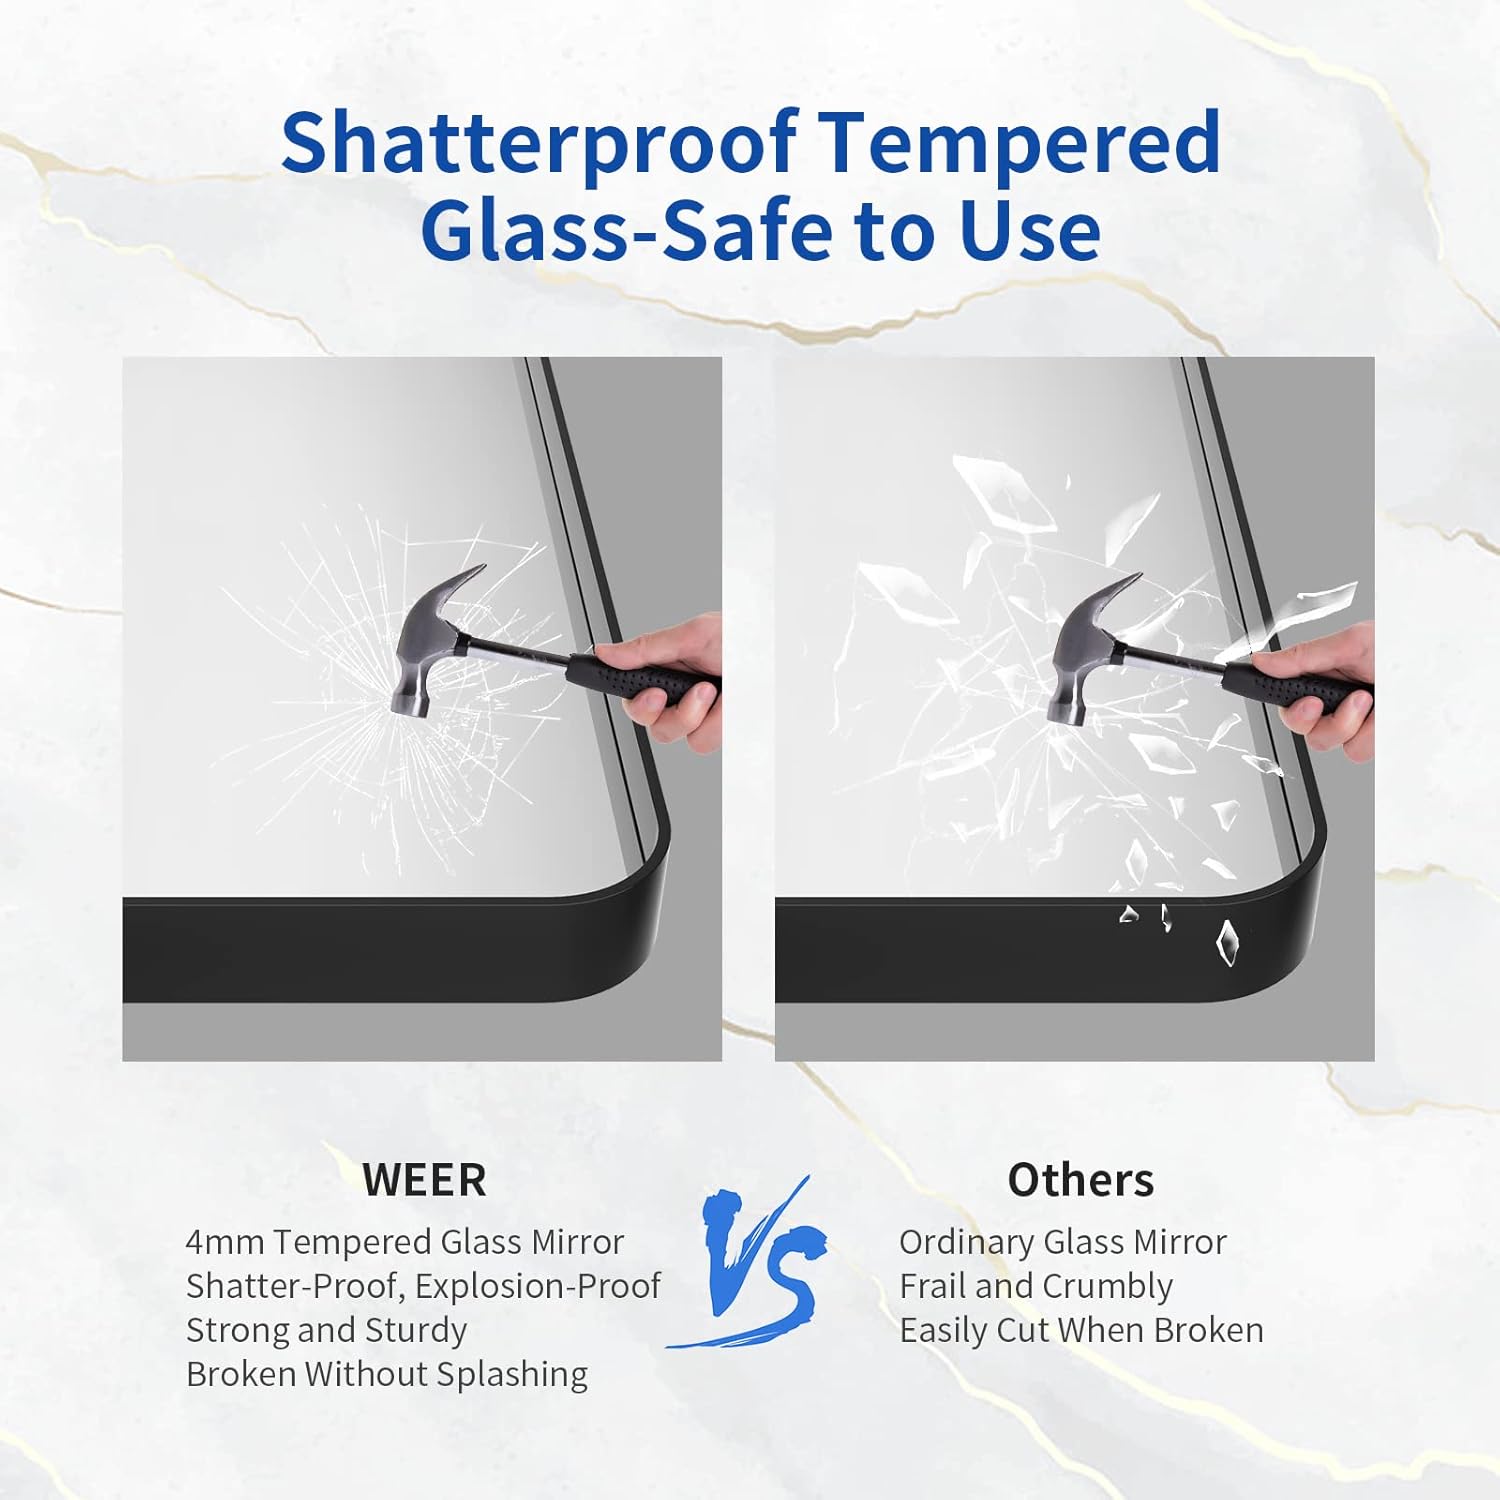 Shatterproof Tempered
Glass-Safe to Use
WEER
4mm Tempered Glass Mirror
Shatter-Proof, Explosion-Proof
Strong and Sturdy
Broken Without Splashing
VS
Others
Ordinary Glass Mirror
Frail and Crumbly
Easily Cut When Broken